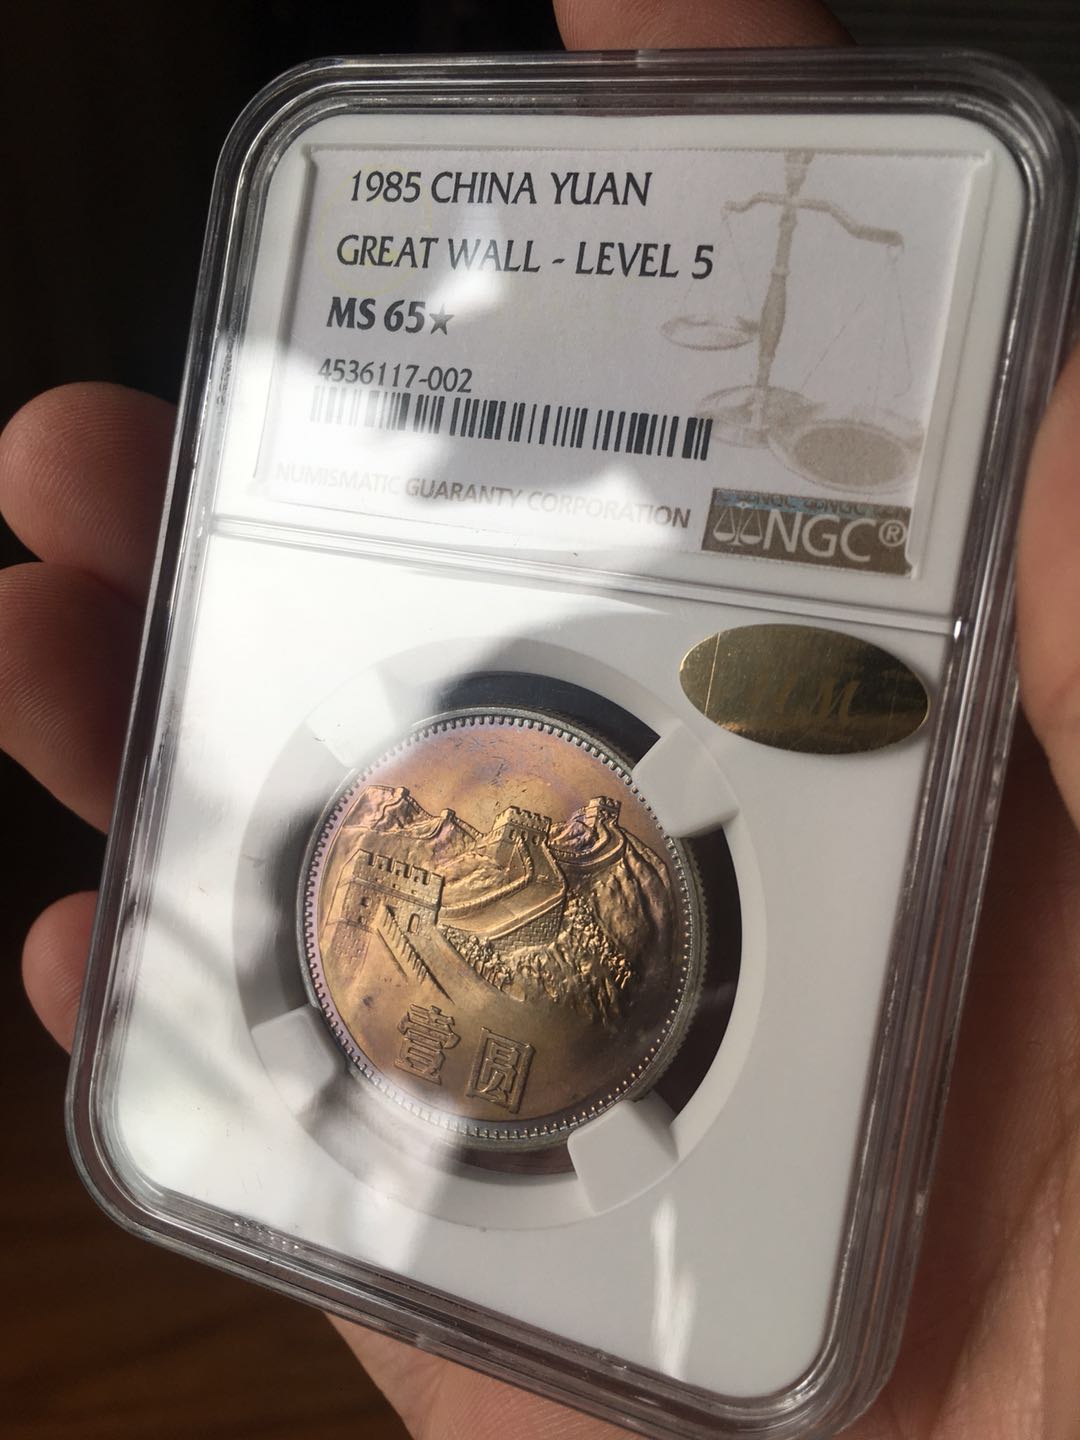 1985 CHINA YUAN
GREAT WALL - LEVEL 5
MS 65★
4536117-002
NUMISMATIC GUARANTY CORPORATION
NGC®
壹圆